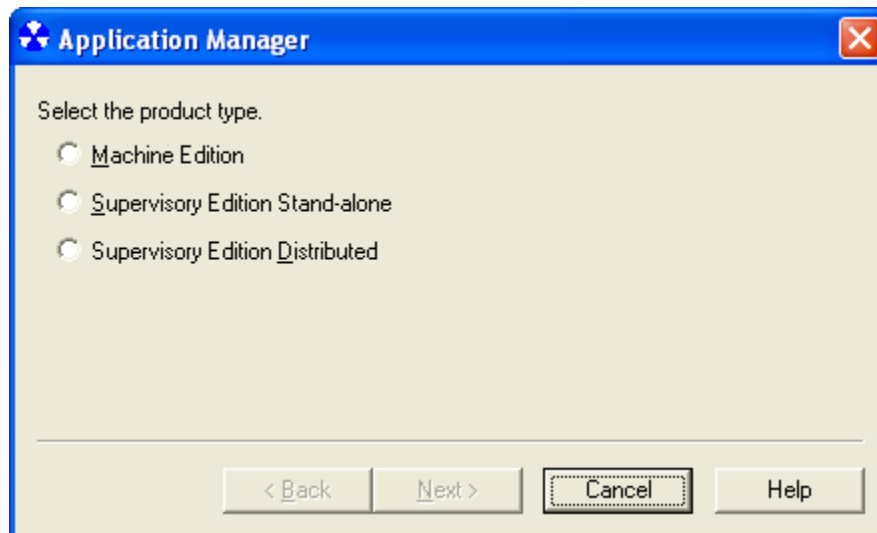 Application Manager
Select the product type.
Machine Edition
Supervisory Edition Stand-alone
Supervisory Edition Distributed
< Back Next > Cancel Help